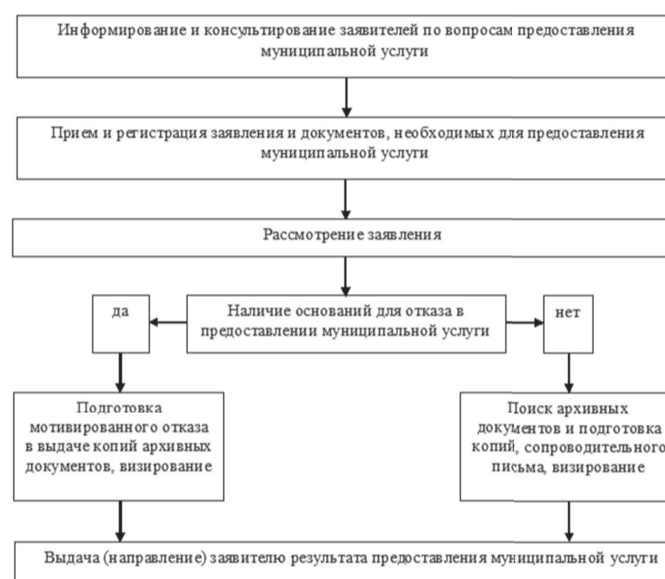 Информирование и консультирование заявителей по вопросам предоставления
муниципальной услуги
Прием и регистрация заявления и документов, необходимых для предоставления
муниципальной услуги
Рассмотрение заявления
да
Наличие оснований для отказа в
предоставлении муниципальной услуги
нет
Подготовка
мотивированного отказа
в выдаче копий архивных
документов, визирование
Поиск архивных
документов и подготовка
копий, сопроводительного
письма, визирование
Выдача (направление) заявителю результата предоставления муниципальной услуги